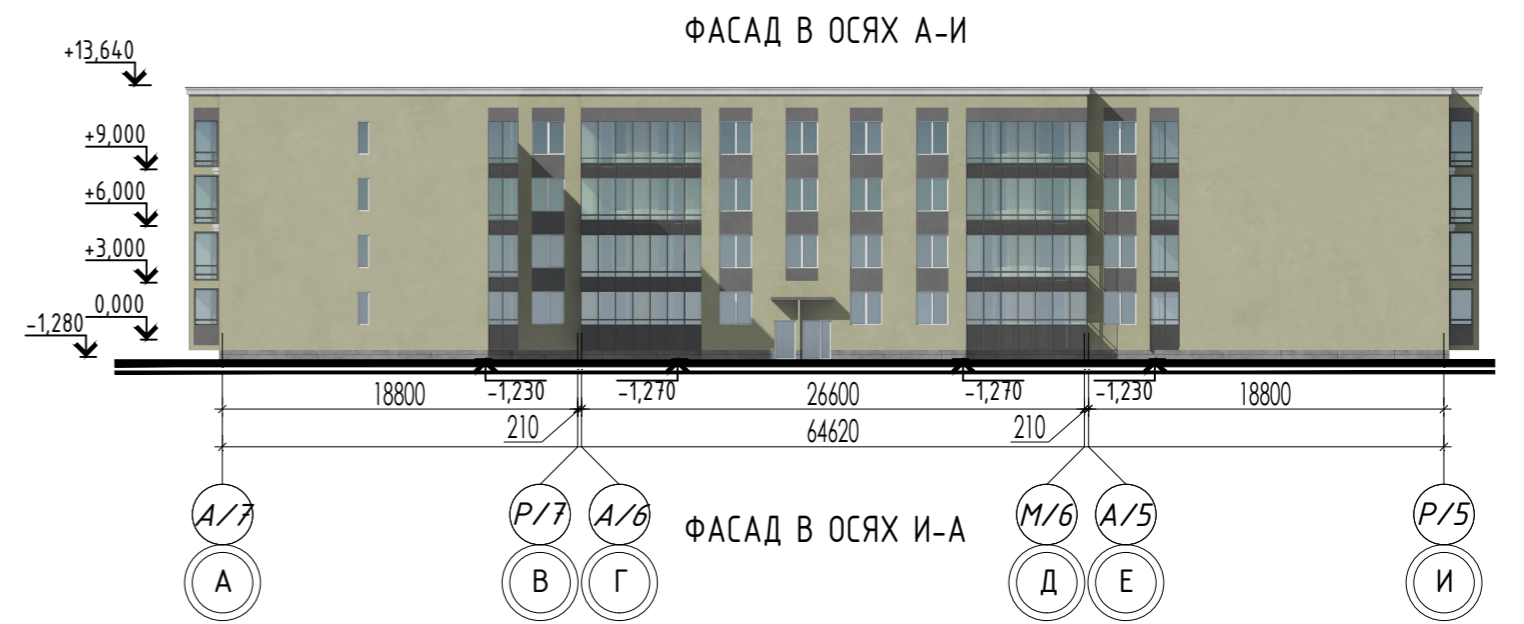 ФАСАД В ОСЯХ А-И
+13,640
+9,000
+6,000
+3,000
0,000
-1,280
18800
-1,230
-1,270
26600
-1,270
-1,230
18800
210
64620
210
А/7
Р/7
А/6
ФАСАД В ОСЯХ И-А
М/6
А/5
Р/5
А
В
Г
Д
Е
И